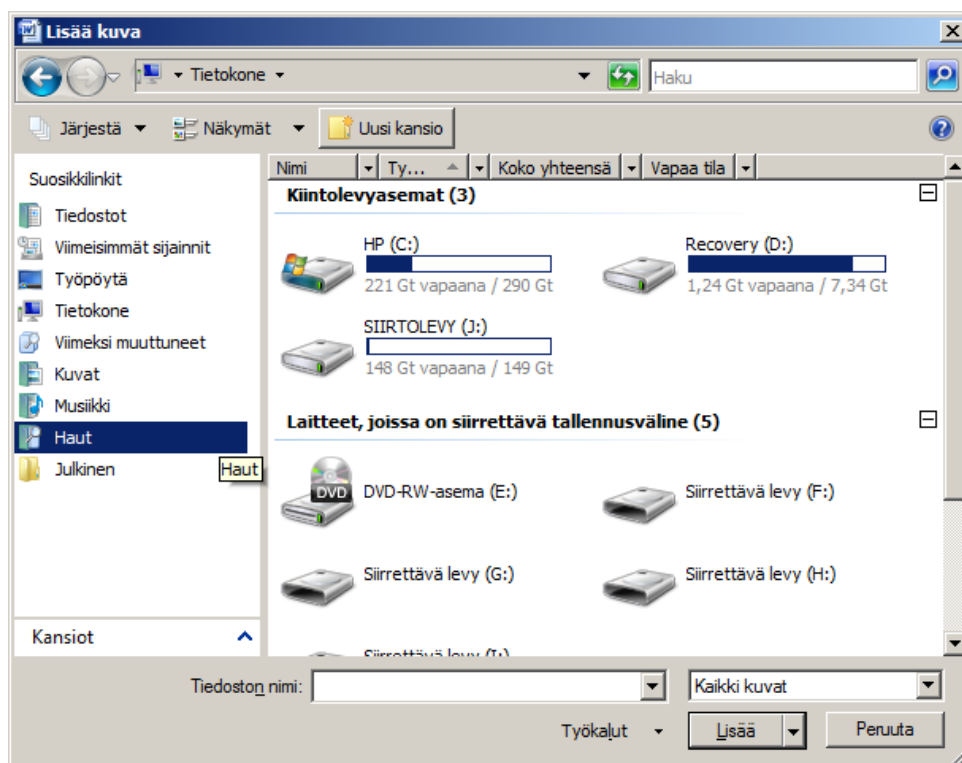 Lisää kuva
Tietokone
Haku
Järjestä
Näkymät
Uusi kansio
Suosikkilinkit
Tiedostot
Viimeisimmät sijainnit
Työpöytä
Tietokone
Viimeksi muuttuneet
Kuvat
Musiikki
Haut
Julkinen
Haut
Kansiot
Nimi Ty... Koko yhteensä Vapaa tila
Kiintolevyasemat (3)
HP (C:)
221 Gt vapaana / 290 Gt
Recovery (D:)
1,24 Gt vapaana / 7,34 Gt
SIIRTOLEVY (J:)
148 Gt vapaana / 149 Gt
Laitteet, joissa on siirrettävä tallennusväline (5)
DVD
DVD-RW-asema (E:)
Siirrettävä levy (F:)
Siirrettävä levy (G:)
Siirrettävä levy (H:)
Siirrettävä levy (I:)
Tiedoston nimi:
Kaikki kuvat
Työkalut
Lisää
Peruuta